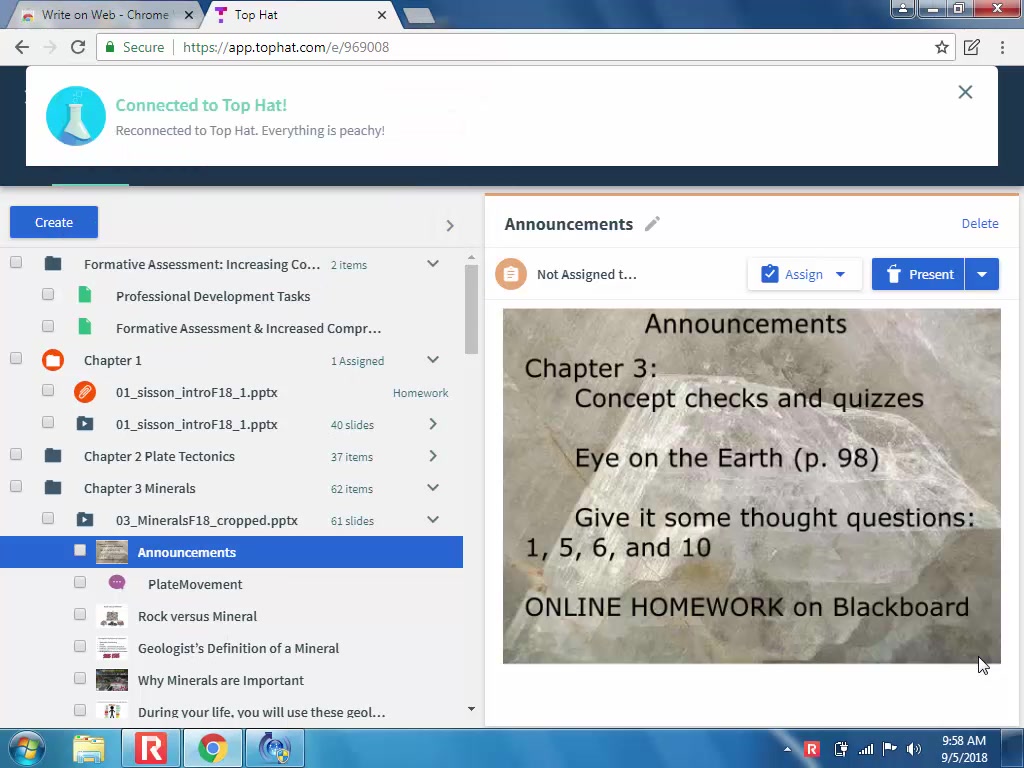 Write on Web - Chrome
Top Hat
Secure
https://app.tophat.com/e/969008
Connected to Top Hat!
Reconnected to Top Hat. Everything is peachy!
Create
Formative Assessment: Increasing Co... 2 items
Professional Development Tasks
Formative Assessment & Increased Compr...
Chapter 1 1 Assigned
01_sisson_introF18_1.pptx Homework
01_sisson_introF18_1.pptx 40 slides
Chapter 2 Plate Tectonics 37 items
Chapter 3 Minerals 62 items
03_MineralsF18_cropped.pptx 61 slides
Announcements
PlateMovement
Rock versus Mineral
Geologist's Definition of a Mineral
Why Minerals are Important
During your life, you will use these geol...
Announcements
Delete
Not Assigned t...
Assign
Present
Announcements
Chapter 3:
Concept checks and quizzes
Eye on the Earth (p. 98)
Give it some thought questions:
1, 5, 6, and 10
ONLINE HOMEWORK on Blackboard
9:58 AM
9/5/2018